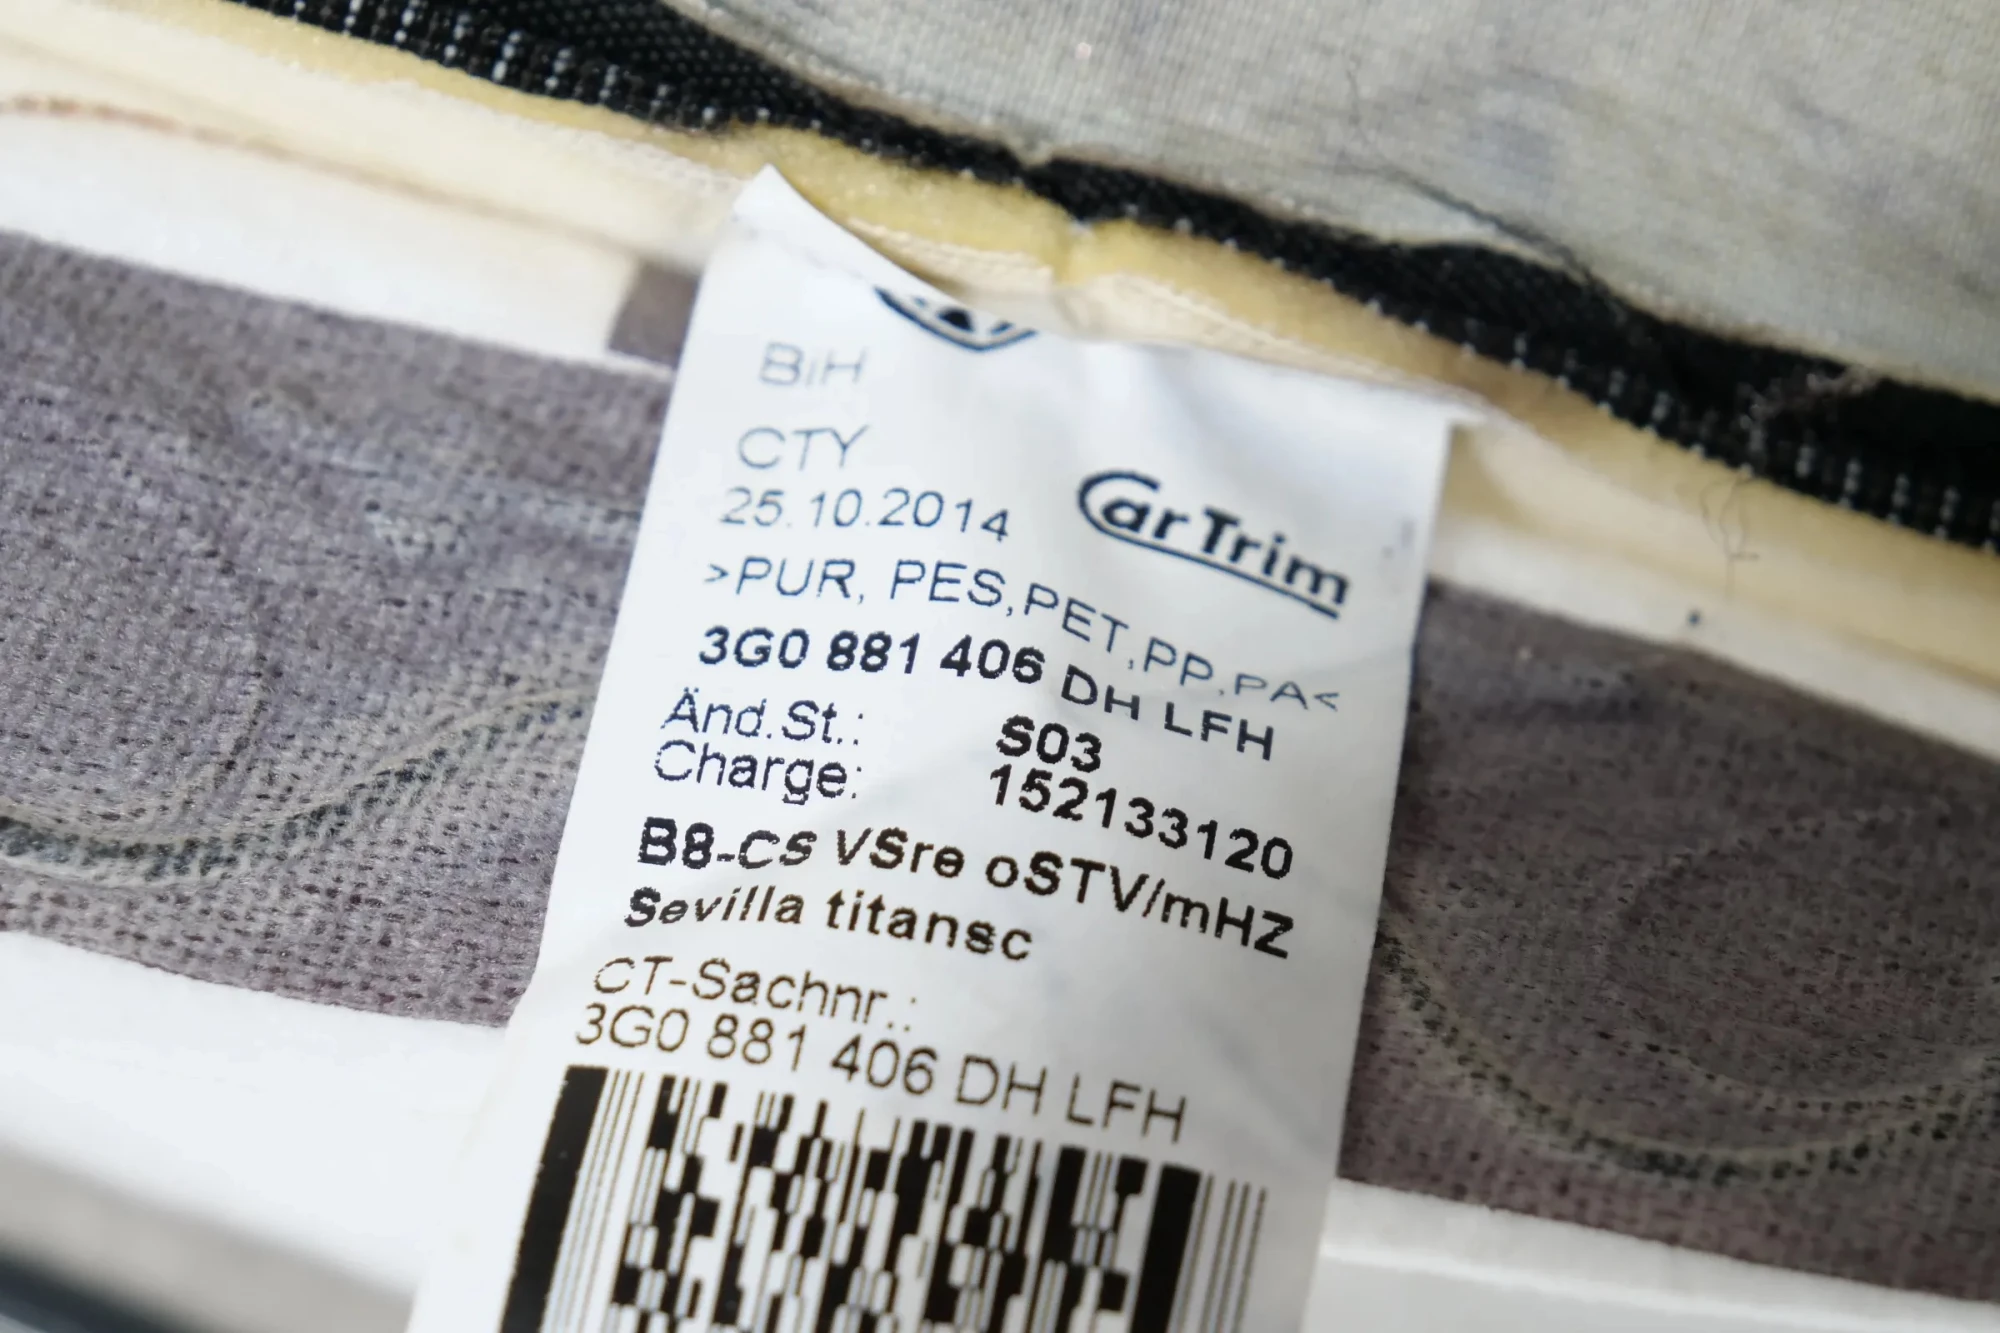 BiH
CTY
25.10.2014
CarTrim
>PUR, PES,PET,PP,PA<
3G0 881 406 DH LFH
Änd.St.: S03
Charge: 152133120
B8-CS VSre oSTV/mHZ
Sevilla titansc
CT-Sachnr.:
3G0 881 406 DH LFH